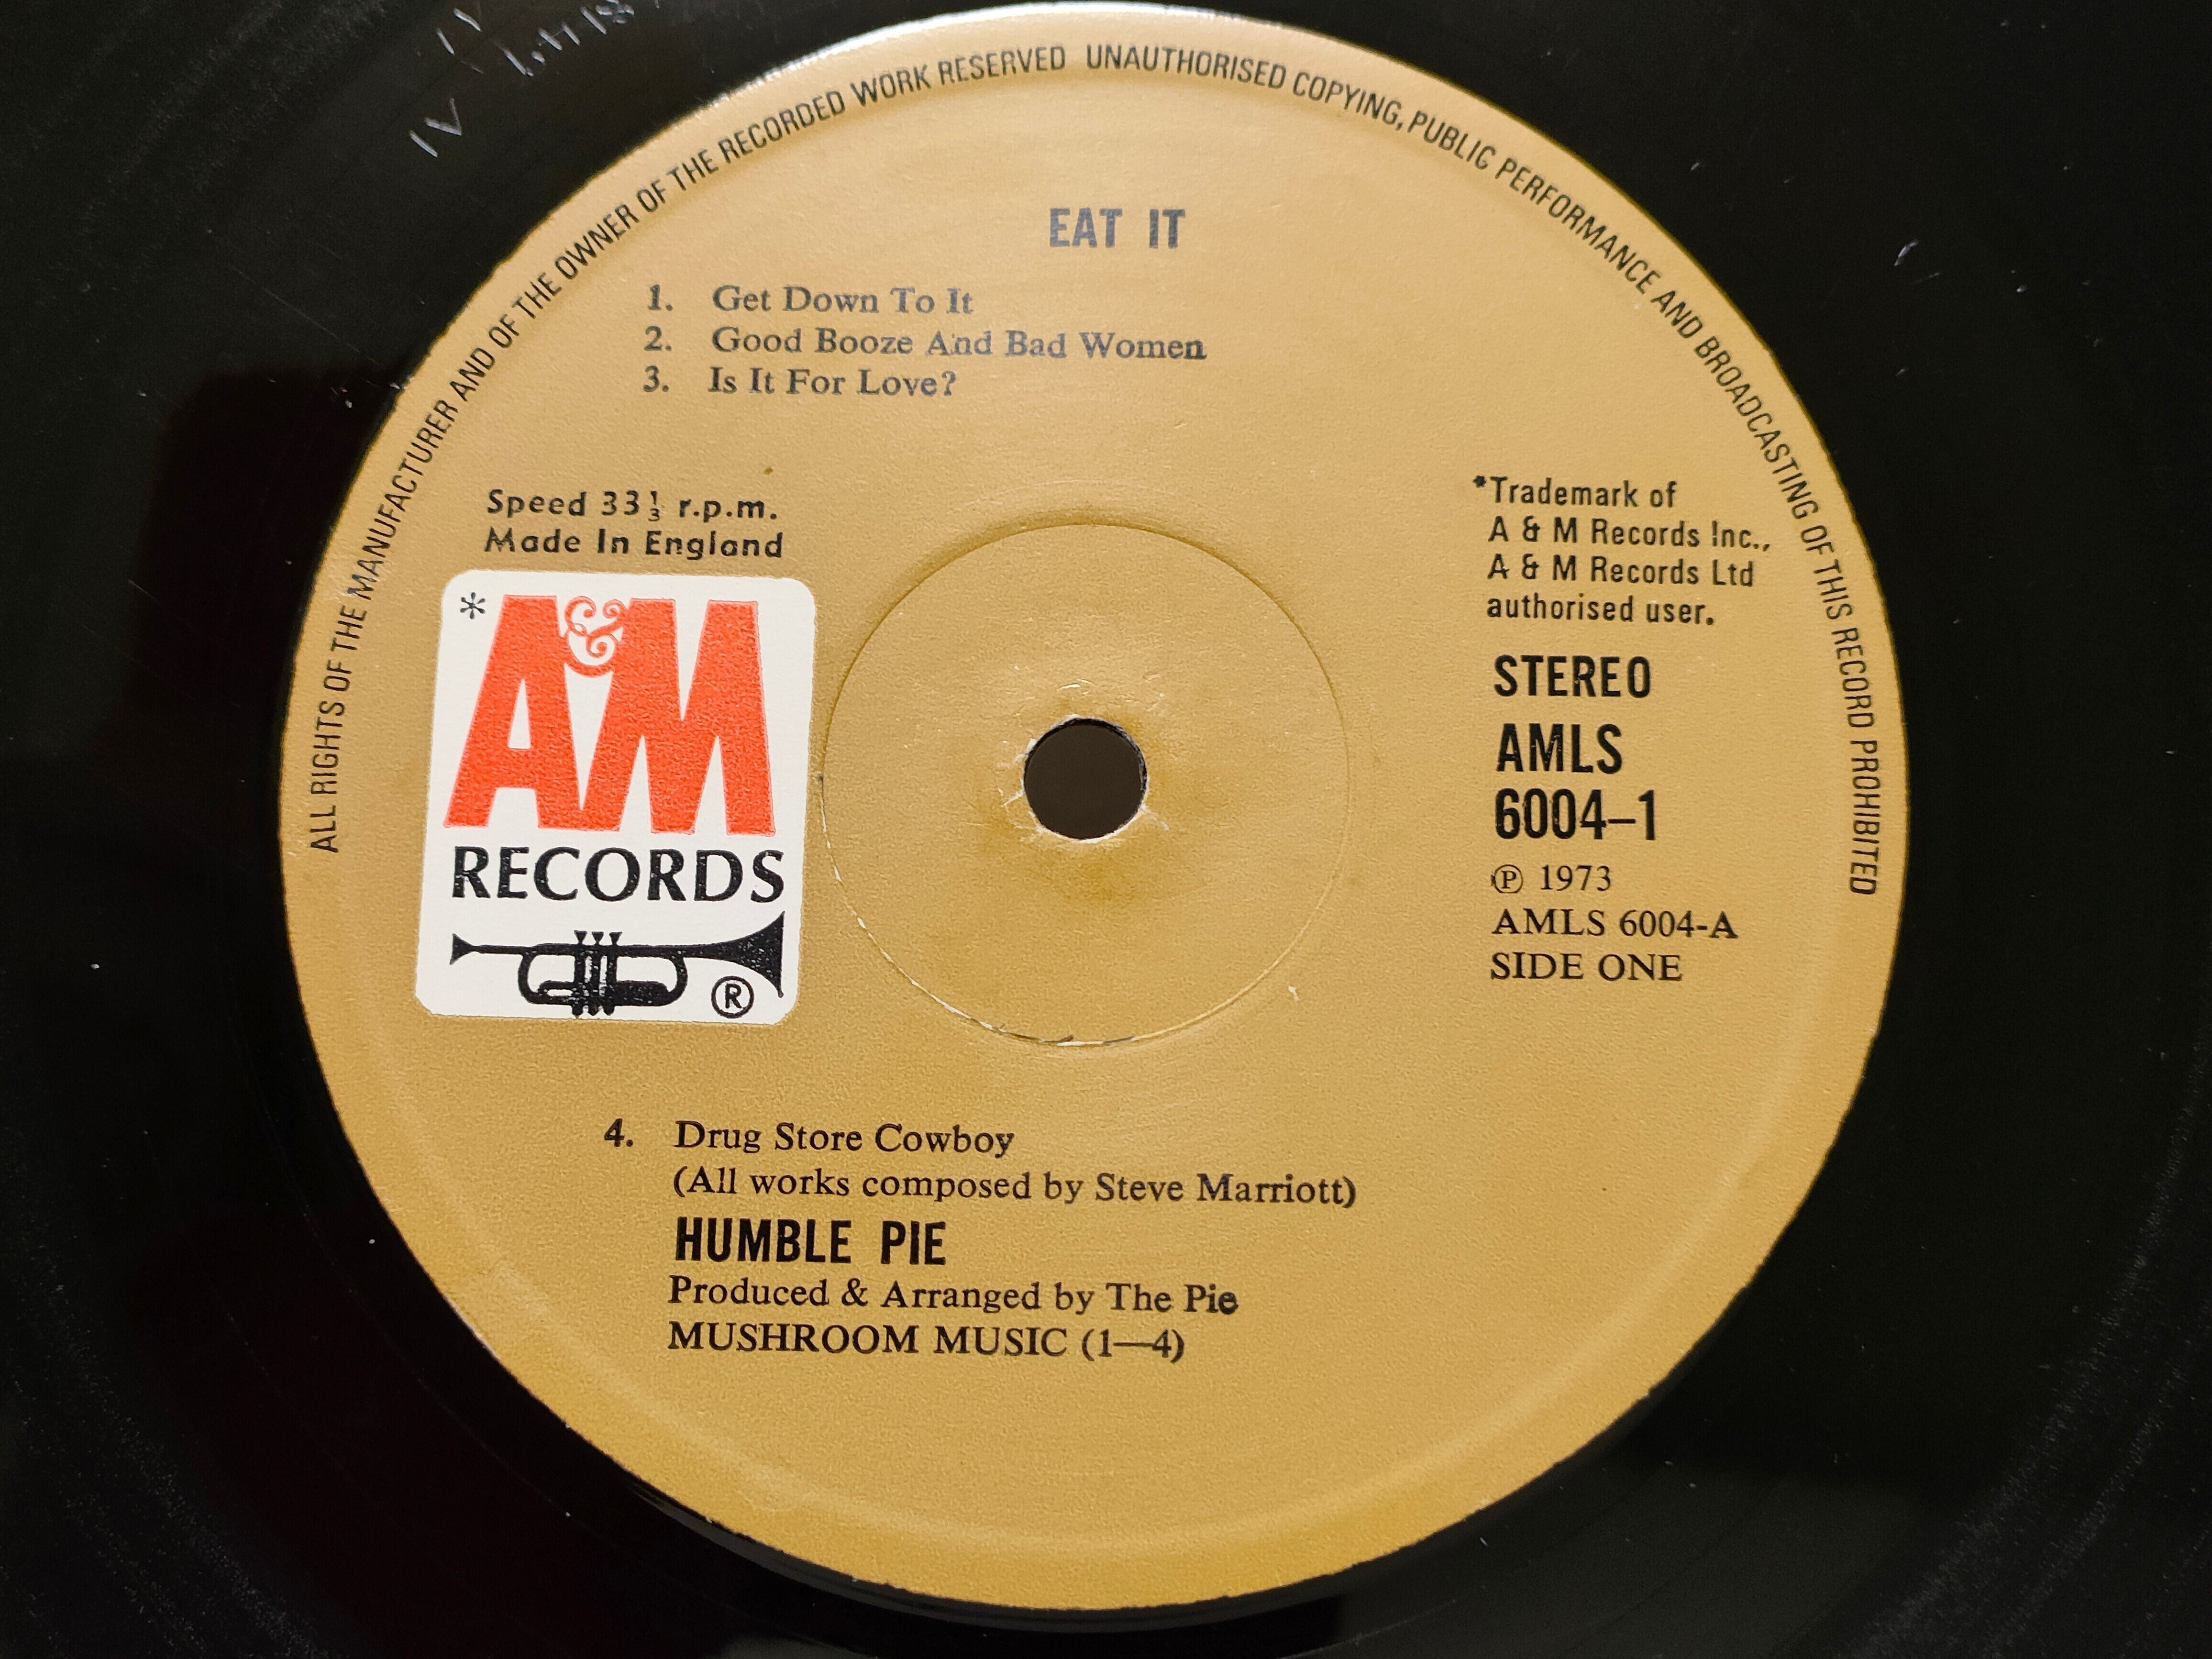 ALL RIGHTS OF THE MANUFACTURER AND OF THE OWNER OF THE RECORDED WORK RESERVED UNAUTHORISED COPYING, PUBLIC PERFORMANCE AND BROADCASTING OF THIS RECORD PROHIBITED
EAT IT
1. Get Down To It
2. Good Booze And Bad Women
3. Is It For Love?
Speed 33⅓ r.p.m.
Made In England
*A&M
RECORDS
®
*Trademark of
A & M Records Inc.,
A & M Records Ltd
authorised user.
STEREO
AMLS
6004–1
℗ 1973
AMLS 6004-A
SIDE ONE
4. Drug Store Cowboy
(All works composed by Steve Marriott)
HUMBLE PIE
Produced & Arranged by The Pie
MUSHROOM MUSIC (1—4)